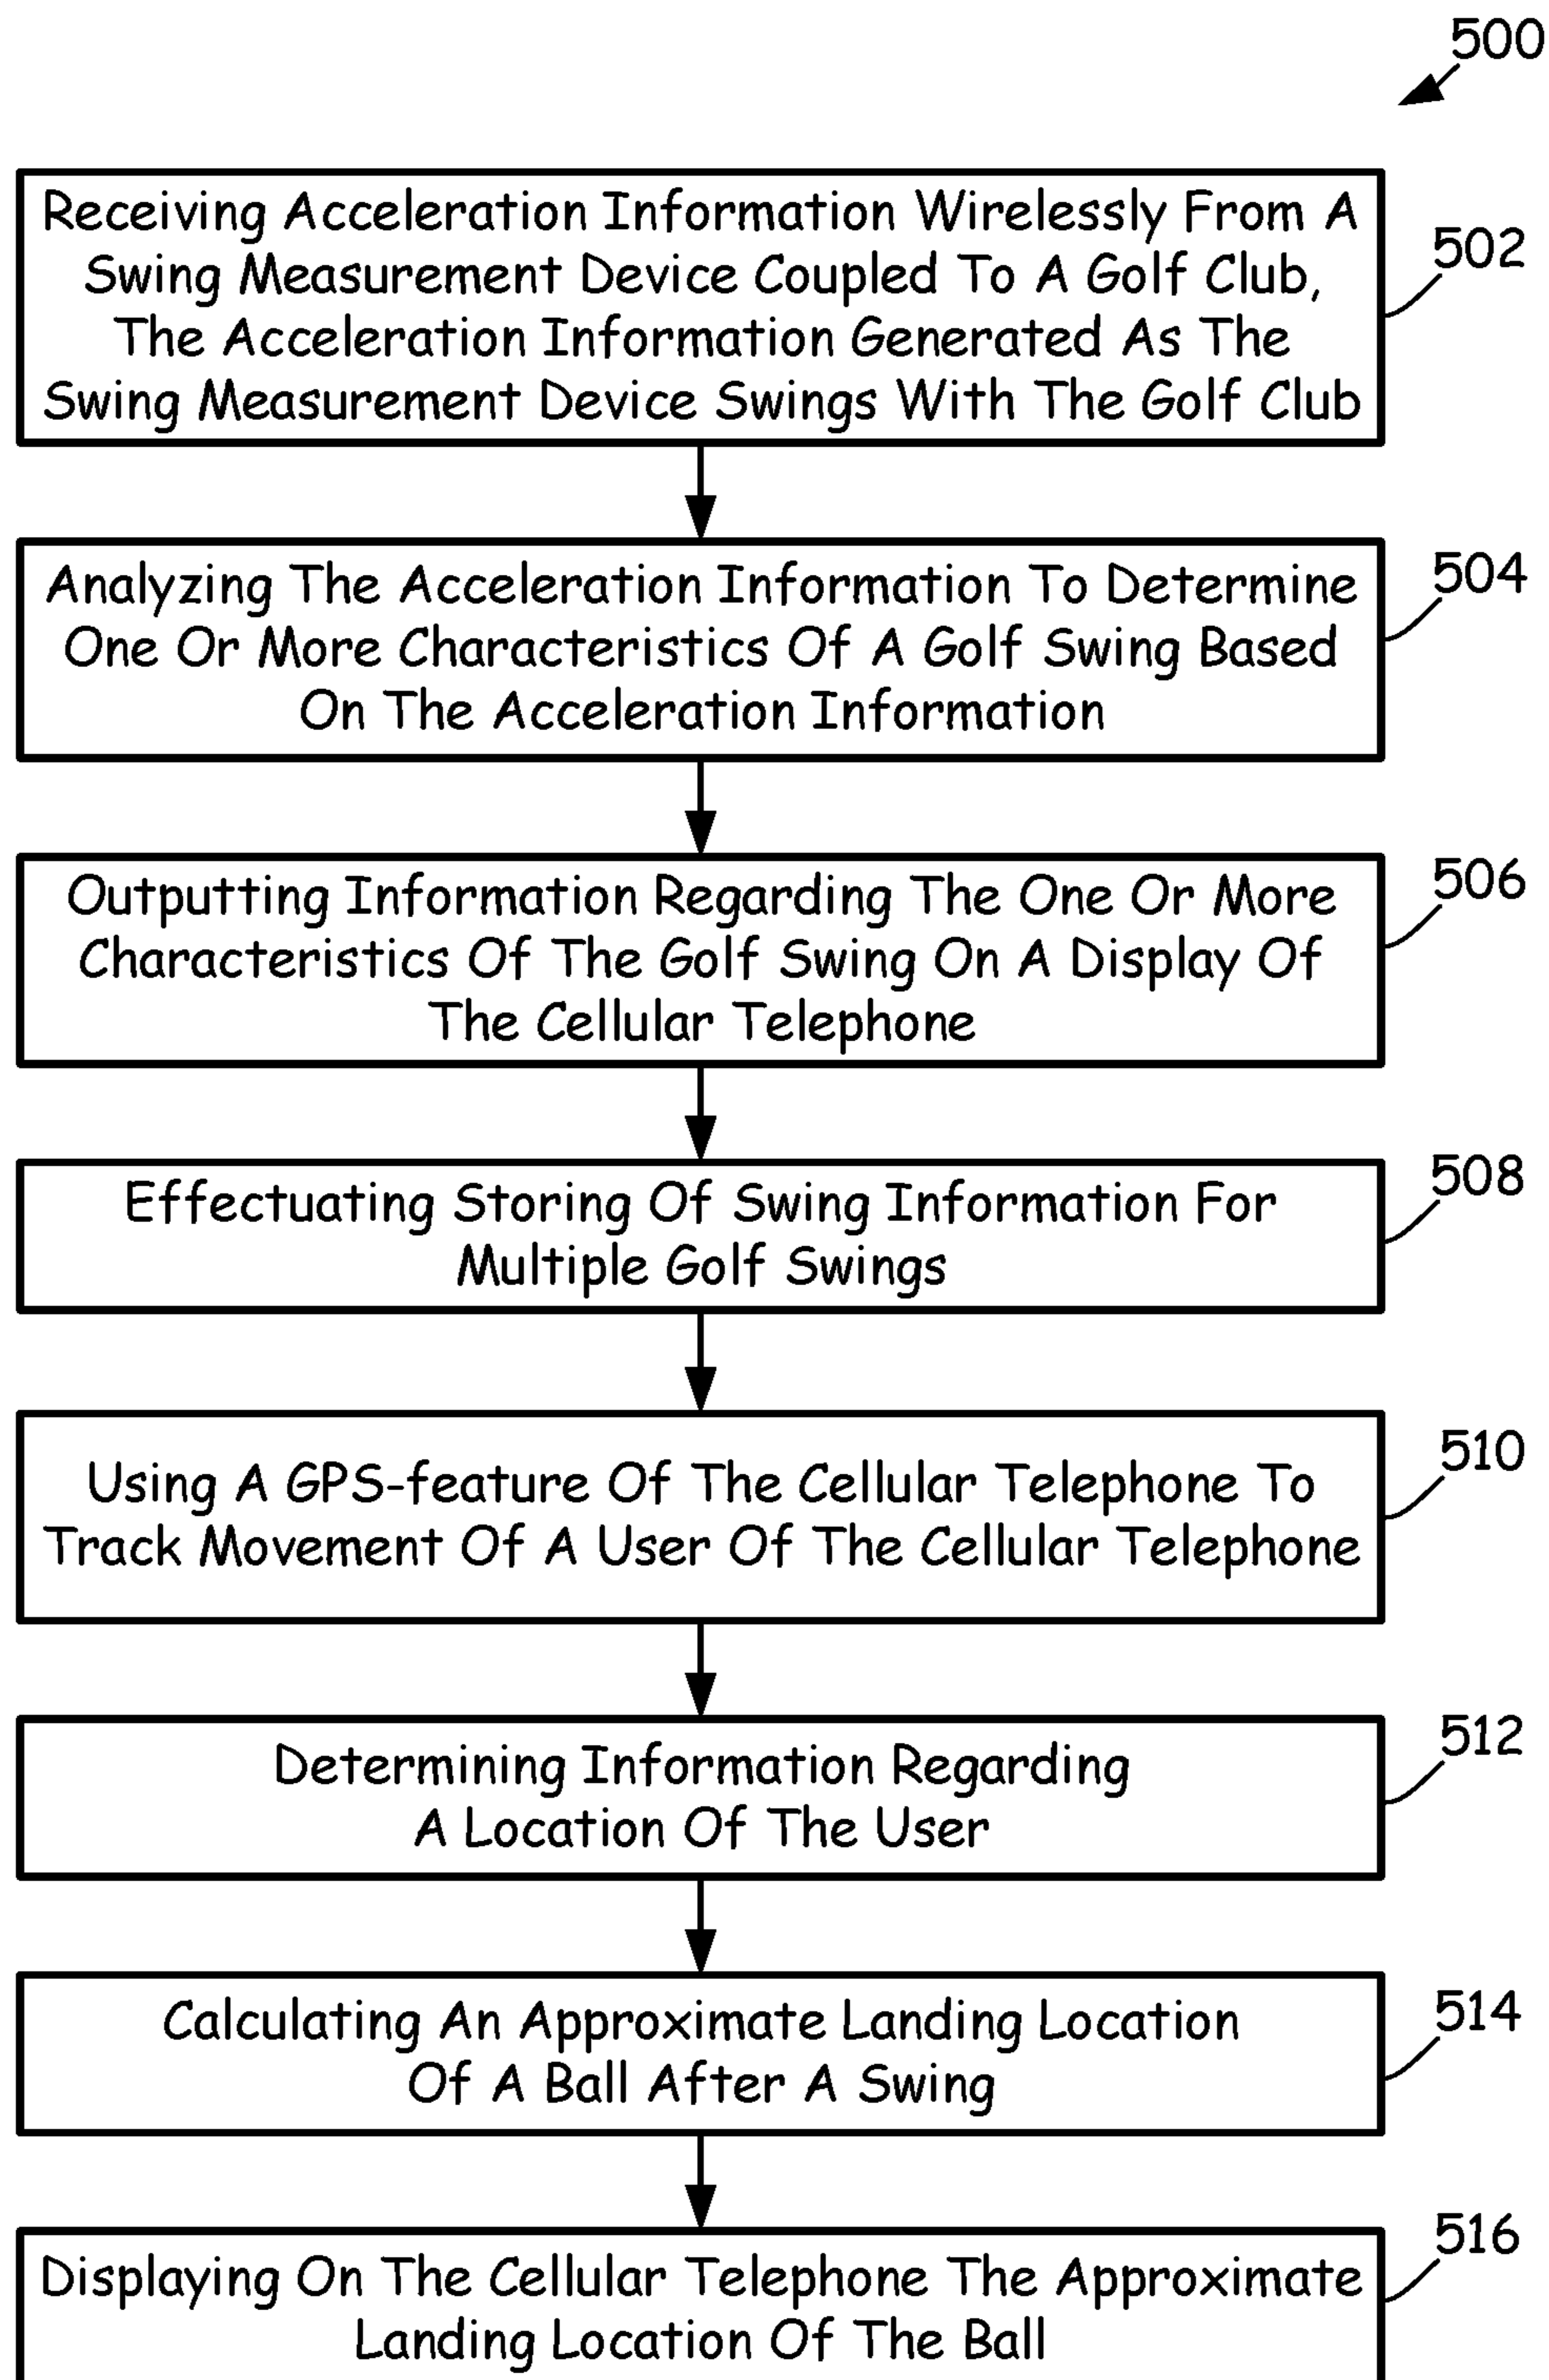 500
Receiving Acceleration Information Wirelessly From A
Swing Measurement Device Coupled To A Golf Club,
The Acceleration Information Generated As The
Swing Measurement Device Swings With The Golf Club
502
Analyzing The Acceleration Information To Determine
One Or More Characteristics Of A Golf Swing Based
On The Acceleration Information
504
Outputting Information Regarding The One Or More
Characteristics Of The Golf Swing On A Display Of
The Cellular Telephone
506
Effectuating Storing Of Swing Information For
Multiple Golf Swings
508
Using A GPS-feature Of The Cellular Telephone To
Track Movement Of A User Of The Cellular Telephone
510
Determining Information Regarding
A Location Of The User
512
Calculating An Approximate Landing Location
Of A Ball After A Swing
514
Displaying On The Cellular Telephone The Approximate
Landing Location Of The Ball
516